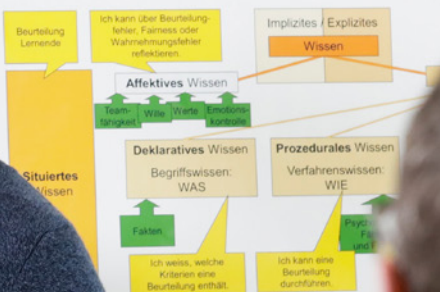 Beurteilung
Lernende
Ich kann über Beurteilung-
fehler, Fairness oder
Wahrnehmungsfehler
reflektieren.
Implizites / Explizites
Wissen
Affektives Wissen
Team-
fähigkeit
Wille
Werte
Emotions-
kontrolle
Situiertes
Wissen
Deklaratives Wissen
Begriffswissen:
WAS
Prozedurales Wissen
Verfahrenswissen:
WIE
Fakten
Ich weiss, welche
Kriterien eine
Beurteilung enthält.
Ich kann eine
Beurteilung
durchführen.
und